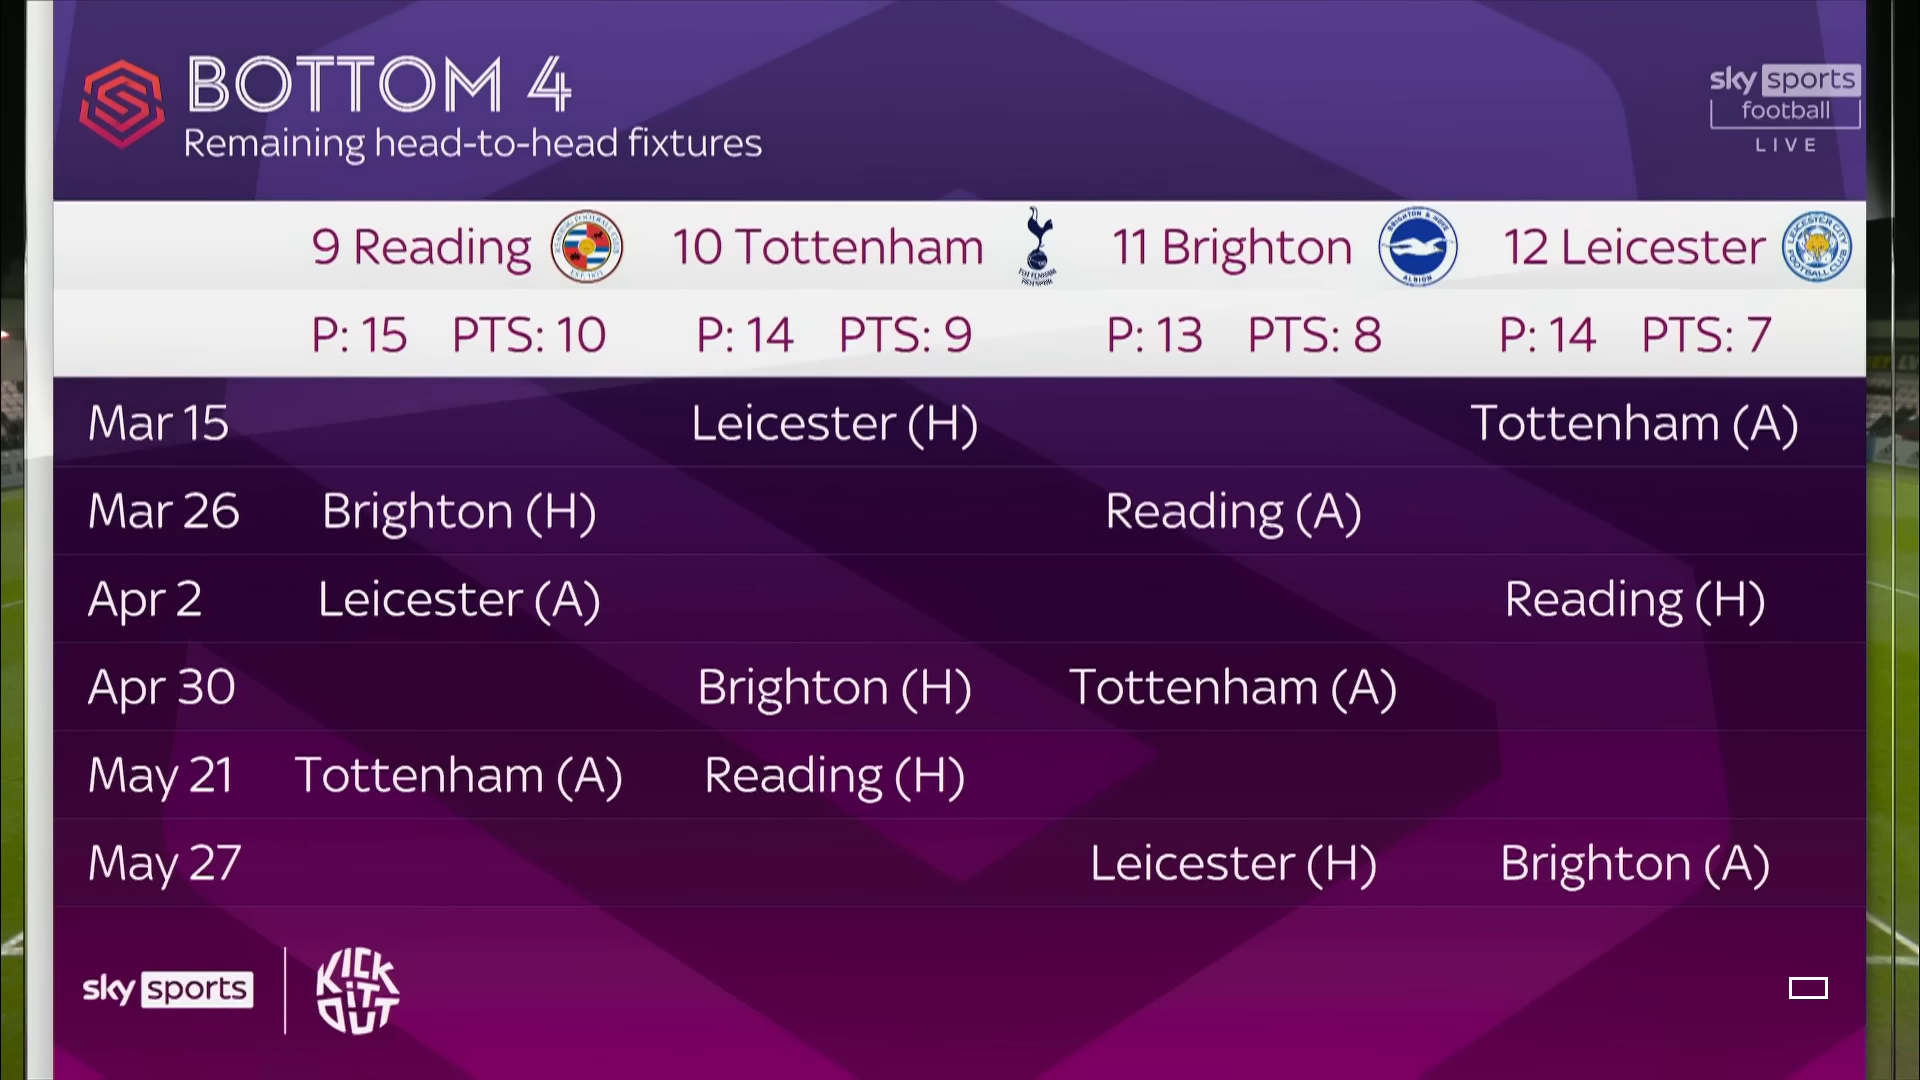 BOTTOM 4
Remaining head-to-head fixtures
sky sports
football
LIVE
9 Reading 10 Tottenham 11 Brighton 12 Leicester
P: 15 PTS: 10 P: 14 PTS: 9 P: 13 PTS: 8 P: 14 PTS: 7
Mar 15 Leicester (H) Tottenham (A)
Mar 26 Brighton (H) Reading (A)
Apr 2 Leicester (A) Reading (H)
Apr 30 Brighton (H) Tottenham (A)
May 21 Tottenham (A) Reading (H)
May 27 Leicester (H) Brighton (A)
sky sports
KICK
IT
OUT